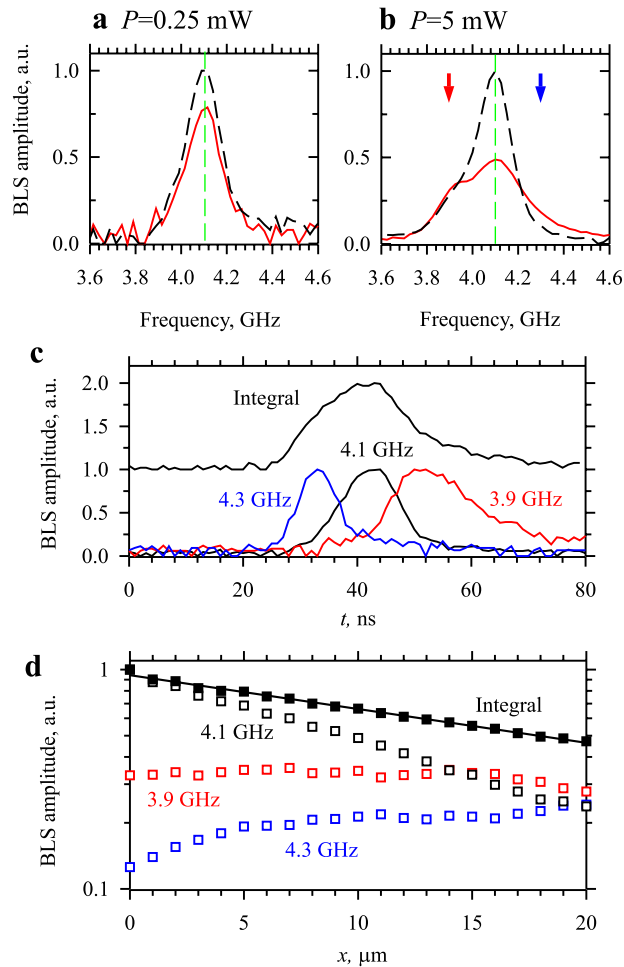 a P=0.25 mW
b P=5 mW
BLS amplitude, a.u.
1.0
0.5
0.0
3.6 3.8 4.0 4.2 4.4 4.6
3.6 3.8 4.0 4.2 4.4 4.6
Frequency, GHz
Frequency, GHz
c
BLS amplitude, a.u.
2.0
1.0
0.5
0.0
1.0
0.5
0.0
Integral
4.1 GHz
4.3 GHz
3.9 GHz
0 20 40 60 80
t, ns
d
BLS amplitude, a.u.
1
0.1
Integral
4.1 GHz
3.9 GHz
4.3 GHz
0 5 10 15 20
x, μm